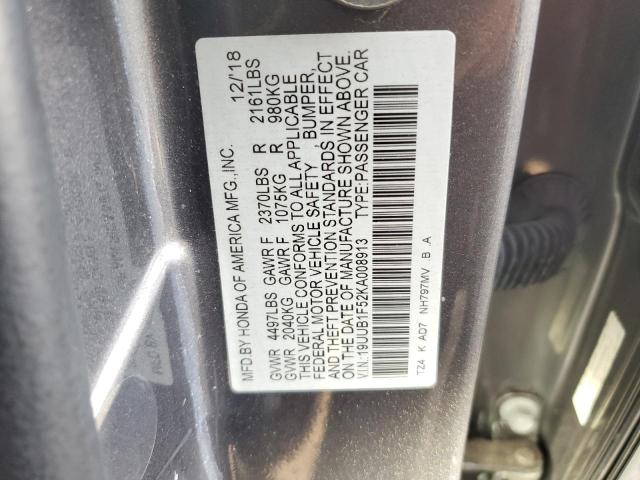 MFD.BY HONDA OF AMERICA MFG.,INC. 12/'18
GVWR 4497LBS GAWR F 2370LBS R 2161LBS
GVWR 2040KG GAWR F 1075KG R 980KG
THIS VEHICLE CONFORMS TO ALL APPLICABLE
FEDERAL MOTOR VEHICLE SAFETY , BUMPER,
AND THEFT PREVENTION STANDARDS IN EFFECT
ON THE DATE OF MANUFACTURE SHOWN ABOVE.
V.I.N.:19UUB1F52KA008913 TYPE:PASSENGER CAR
TZ4 K AD7 NH797MV .B .A